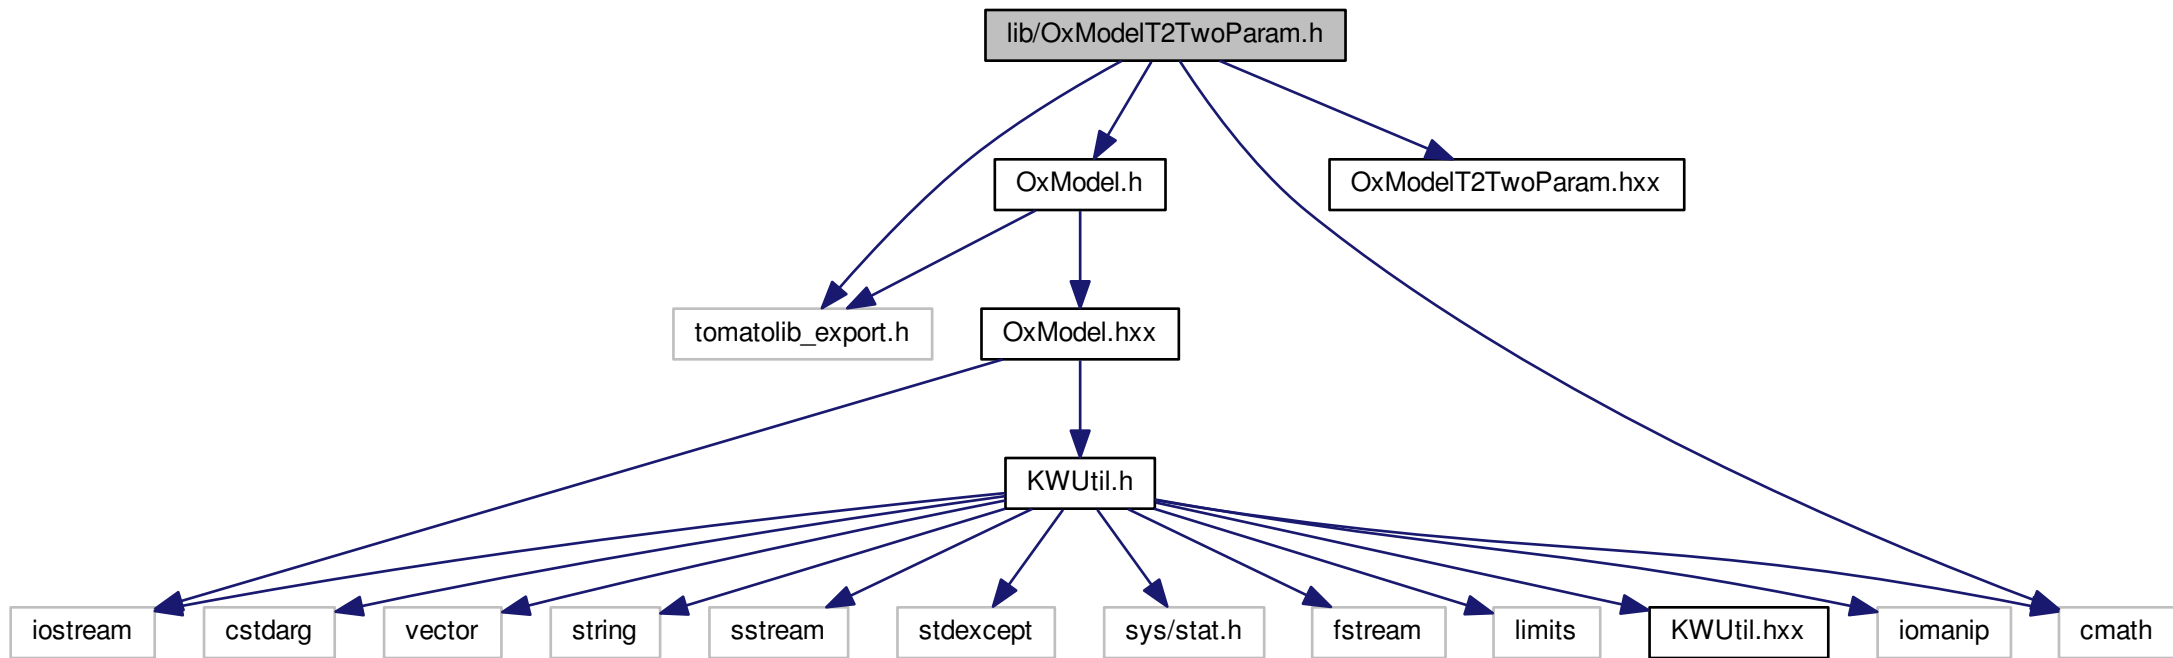 lib/OxModelT2TwoParam.h
OxModel.h
OxModelT2TwoParam.hxx
tomatolib_export.h
OxModel.hxx
KWUtil.h
iostream
cstdarg
vector
string
sstream
stdexcept
sys/stat.h
fstream
limits
KWUtil.hxx
iomanip
cmath